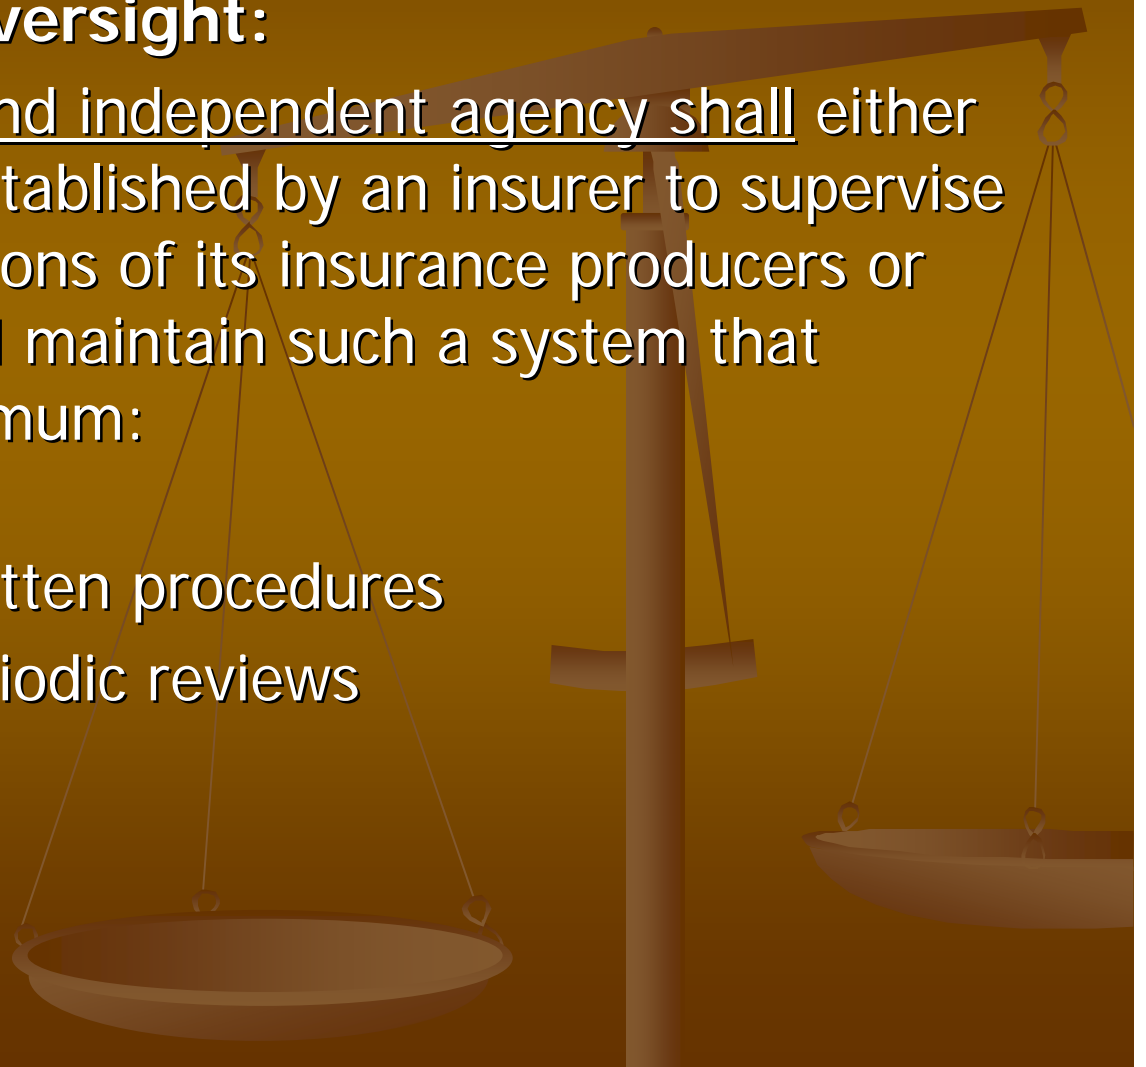 versight:
nd independent agency shall either
tablished by an insurer to supervise
ons of its insurance producers or
maintain such a system that
mum:
tten procedures
iodic reviews